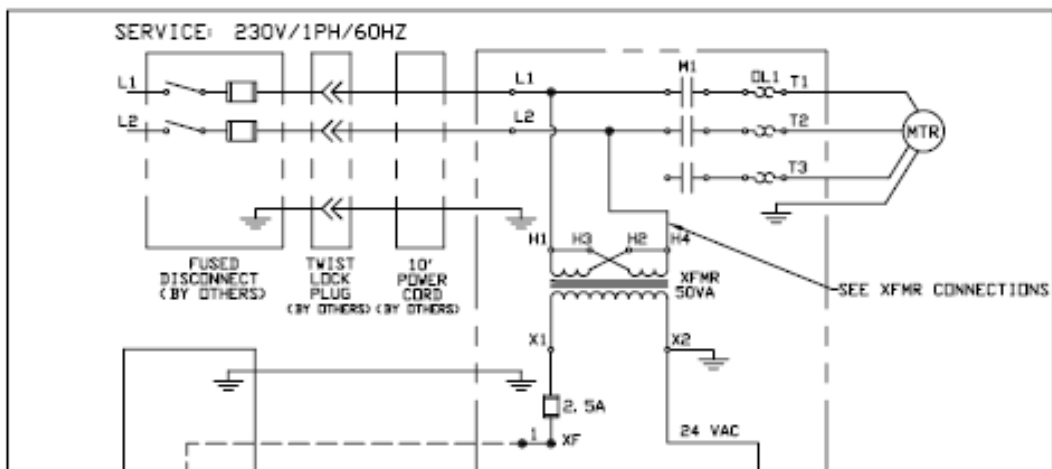 SERVICE: 230V/1PH/60HZ
L1
L1
M1
OL1
T1
L2
L2
T2
MTR
T3
H1
H3
H2
H4
FUSED
DISCONNECT
(BY OTHERS)
TWIST
LOCK
PLUG
(BY OTHERS)
10'
POWER
CORD
(BY OTHERS)
XFMR
50VA
SEE XFMR CONNECTIONS
X1
X2
2.5A
1
XF
24 VAC